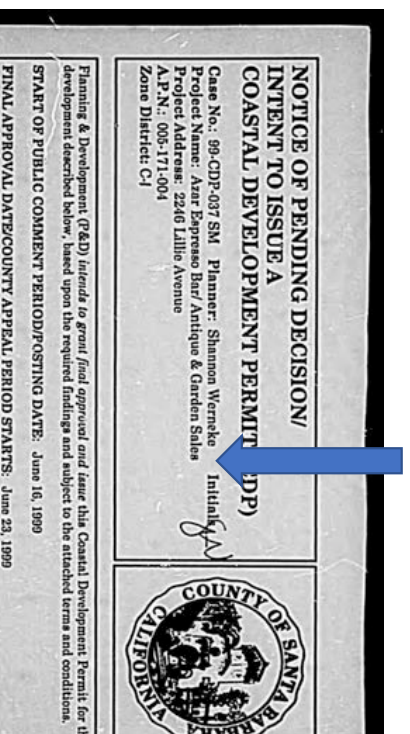 NOTICE OF PENDING DECISION/
INTENT TO ISSUE A
COASTAL DEVELOPMENT PERMIT DP)
Case No.: 99-CDP-037 SM Planner: Shannon Werneke Initials
Project Name: Azar Espresso Bar/ Antique & Garden Sales
Project Address: 2240 Lillie Avenue
A.P.N.: 005-171-004
Zone District: C-1
COUNTY OF SANTA BARBARA
CALIFORNIA
Planning & Development (P&D) intends to grant final approval and issue this Coastal Development Permit for th
development described below, based upon the required findings and subject to the attached terms and conditions.
START OF PUBLIC COMMENT PERIOD/POSTING DATE: June 16, 1999
FINAL APPROVAL DATE/COUNTY APPEAL PERIOD STARTS: June 23, 1999